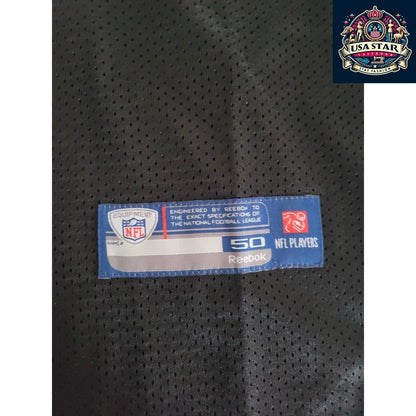 USA STAR
EQUIPMENT
NFL
ENGINEERED BY REEBOK TO
THE EXACT SPECIFICATIONS OF
THE NATIONAL FOOTBALL LEAGUE
50
Reebok
NFL PLAYERS